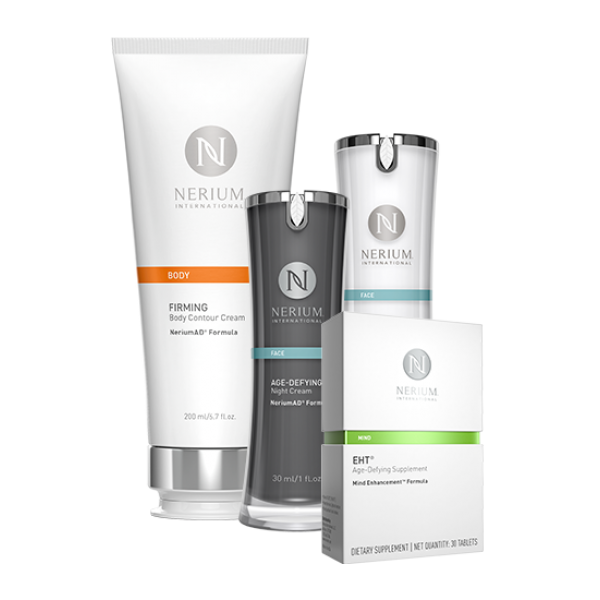 N
NERIUM
INTERNATIONAL
BODY
FIRMING
Body Contour Cream
NeriumAD® Formula
200 ml/6.7 fl.oz.
N
NERIUM
INTERNATIONAL
FACE
AGE-DEFYING
Night Cream
NeriumAD®
30 ml/1 fl.oz
N
NERIUM
INTERNATIONAL
FACE
N
NERIUM
INTERNATIONAL
MIND
EHT®
Age-Defying Supplement
Mind Enhancement™ Formula
DIETARY SUPPLEMENT | NET QUANTITY: 30 TABLETS